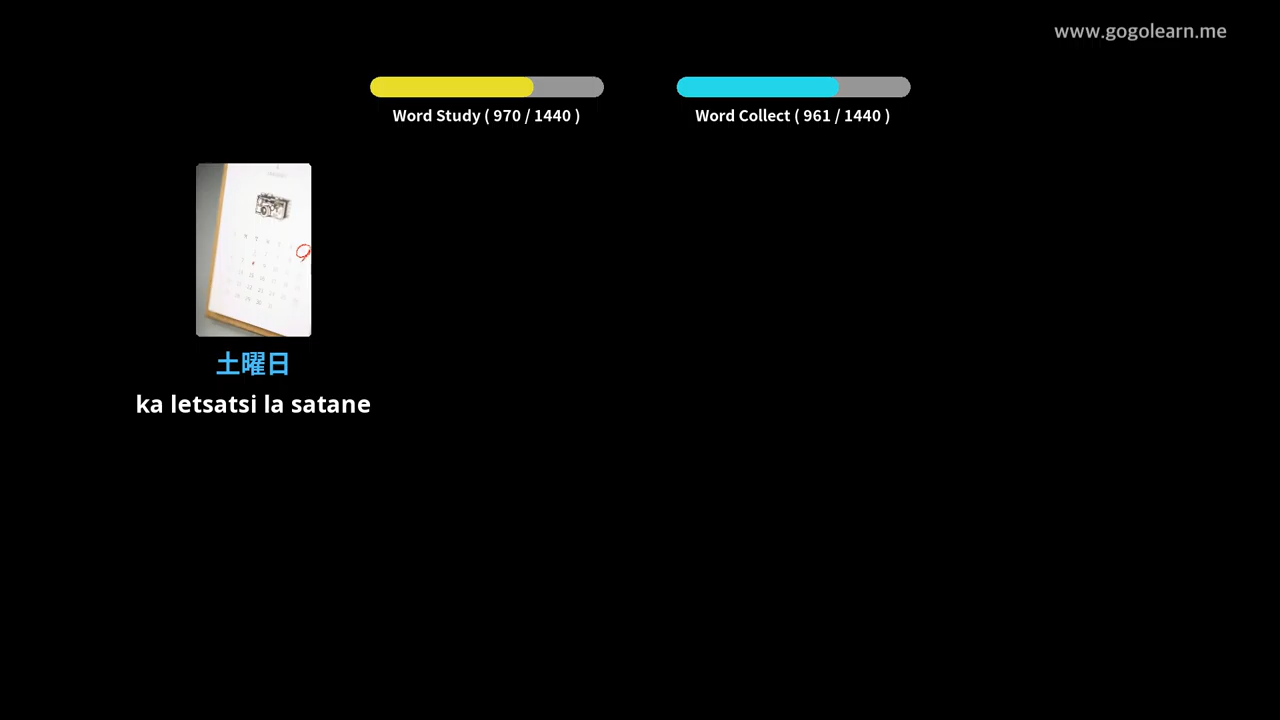 www.gogolearn.me
Word Study ( 970 / 1440 )
Word Collect ( 961 / 1440 )
土曜日
ka letsatsi la satane